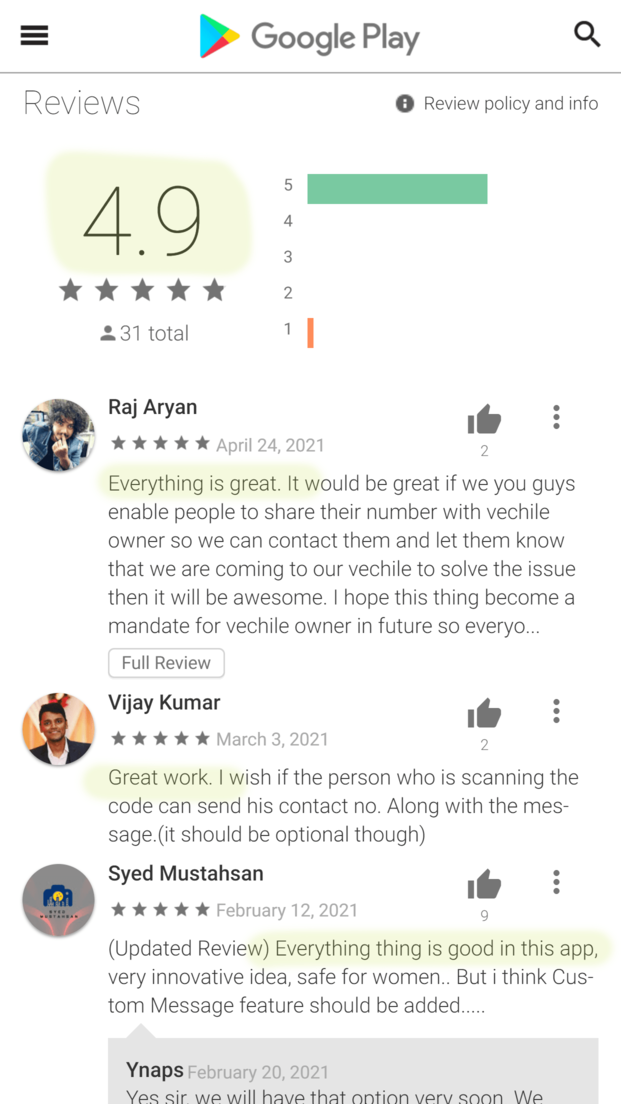 Google Play
Reviews
Review policy and info
4.9
31 total
5
4
3
2
1
Raj Aryan
April 24, 2021
2
Everything is great. It would be great if we you guys
enable people to share their number with vechile
owner so we can contact them and let them know
that we are coming to our vechile to solve the issue
then it will be awesome. I hope this thing become a
mandate for vechile owner in future so everyo...
Full Review
Vijay Kumar
March 3, 2021
2
Great work. I wish if the person who is scanning the
code can send his contact no. Along with the mes-
sage.(it should be optional though)
SYED
MUSTAHSAN
Syed Mustahsan
February 12, 2021
9
(Updated Review) Everything thing is good in this app,
very innovative idea, safe for women.. But i think Cus-
tom Message feature should be added.....
Ynaps February 20, 2021
Yes sir, we will have that option very soon. We